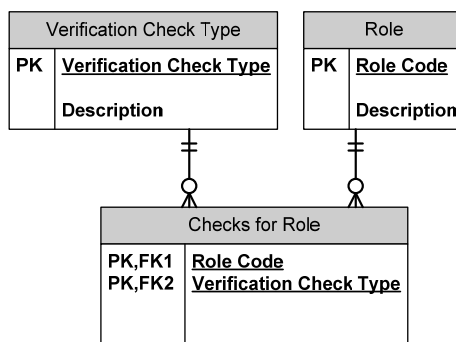 Verification Check Type
PK Verification Check Type
Description
Role
PK Role Code
Description
Checks for Role
PK,FK1 Role Code
PK,FK2 Verification Check Type